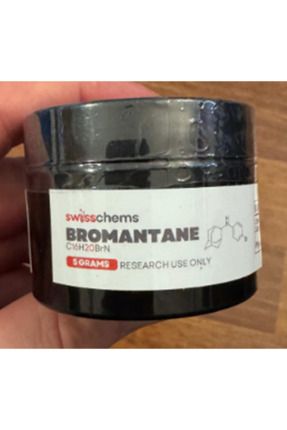 swisschems
BROMANTANE
C16H20BrN
5 GRAMS RESEARCH USE ONLY